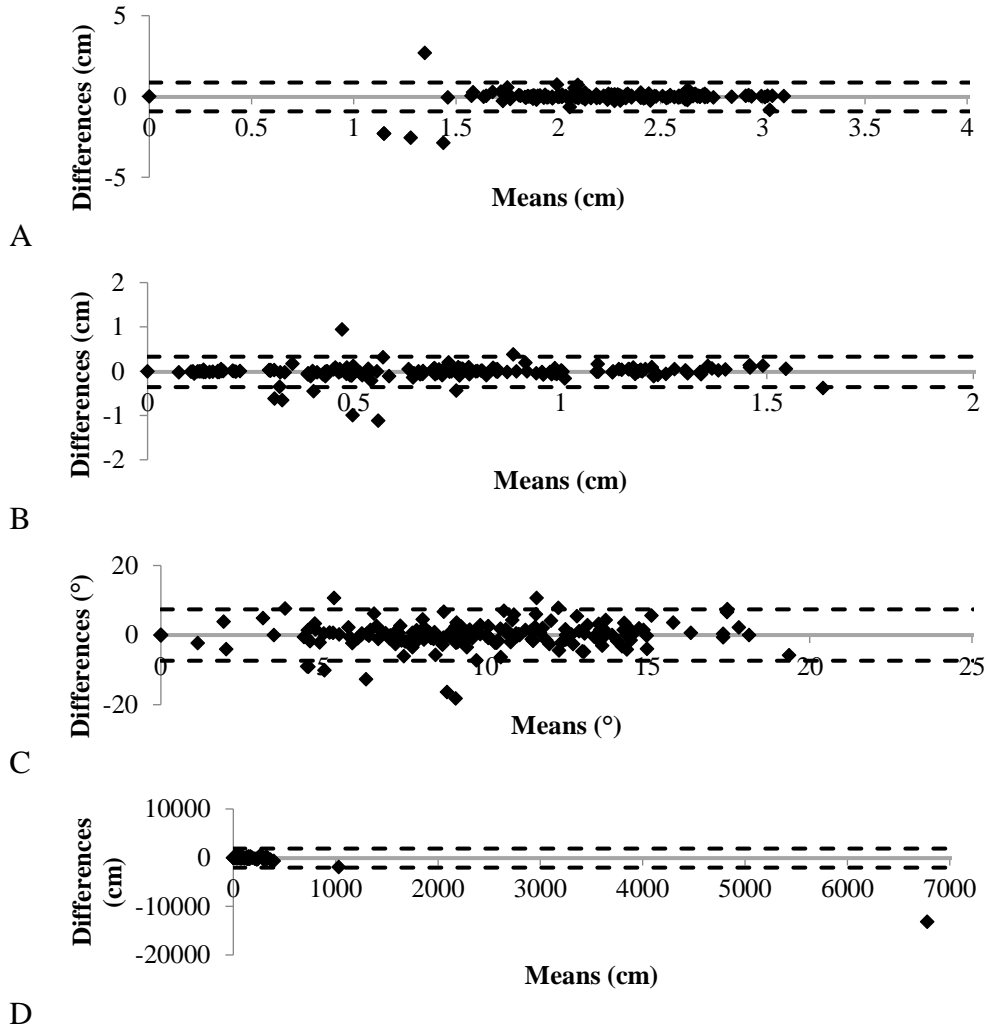 5
0
-5
Differences (cm)
0 0.5 1 1.5 2 2.5 3 3.5 4
Means (cm)
A
2
1
0
-1
-2
Differences (cm)
0 0.5 1 1.5 2
Means (cm)
B
20
0
-20
Differences (°)
0 5 10 15 20 25
Means (°)
C
10000
0
-10000
-20000
Differences
(cm)
0 1000 2000 3000 4000 5000 6000 7000
Means (cm)
D